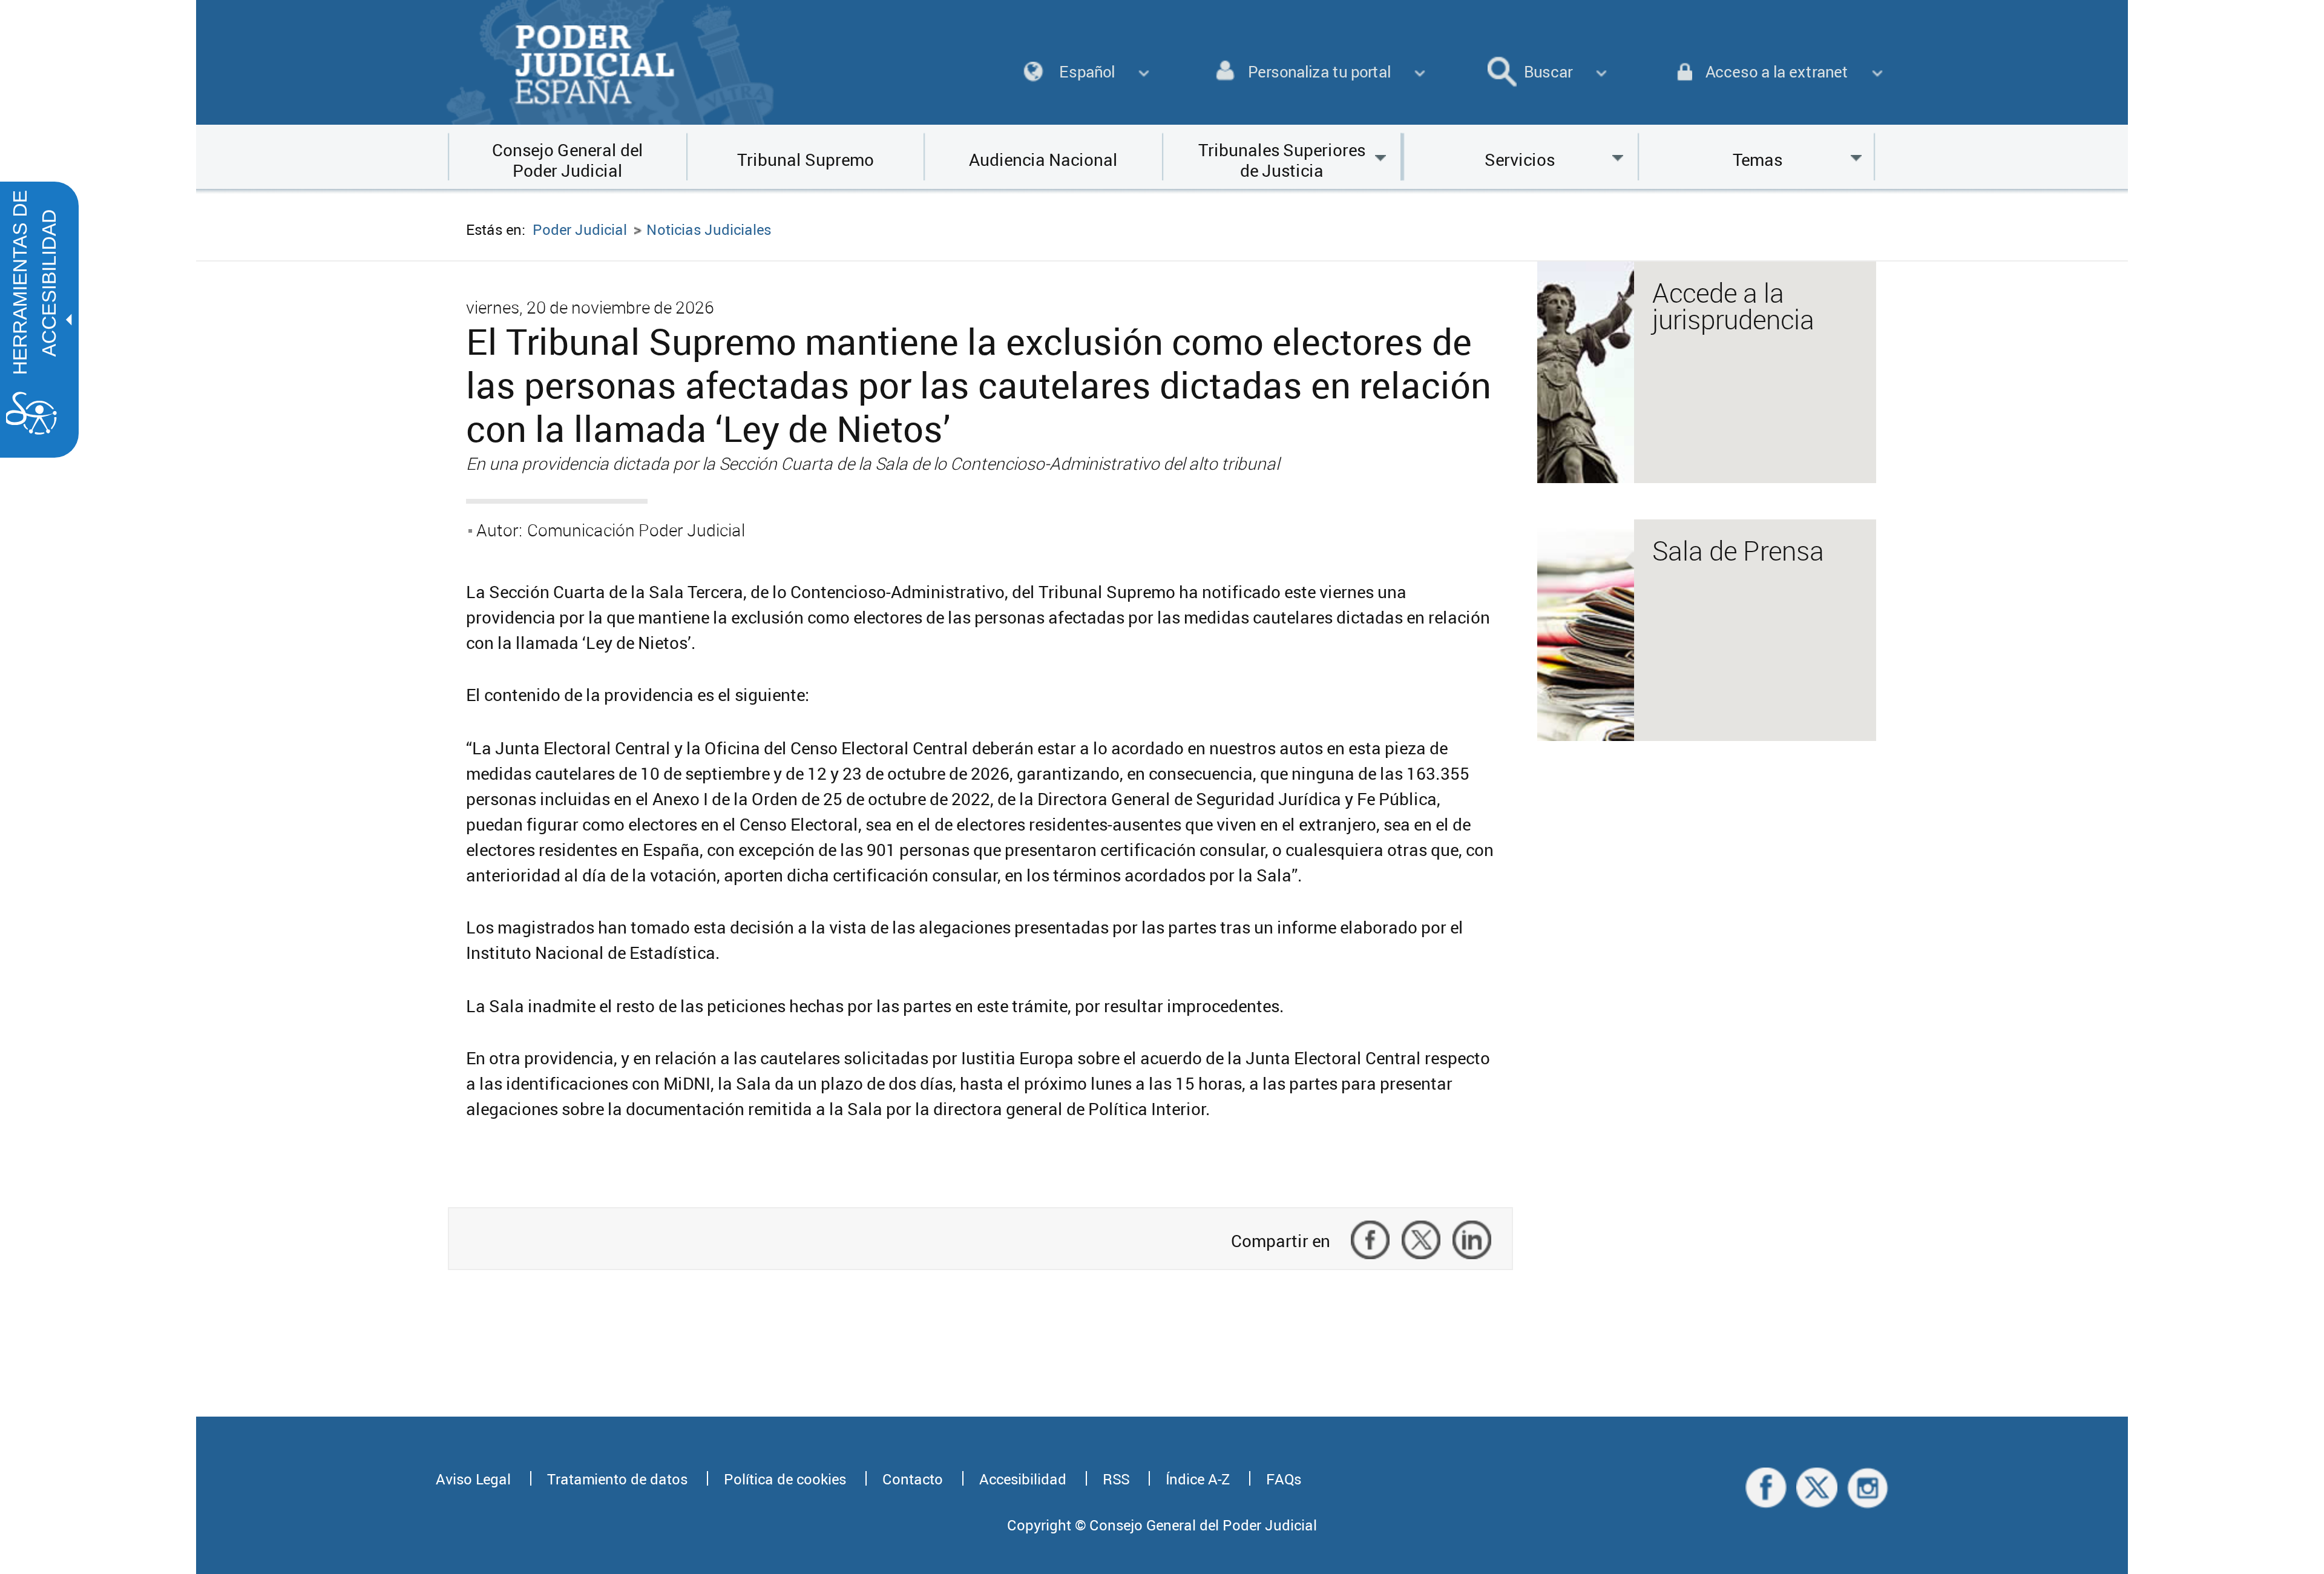 PODER
JUDICIAL
ESPAÑA
VLTRA
Español
Personaliza tu portal
Buscar
Acceso a la extranet
Consejo General del
Poder Judicial
Tribunal Supremo
Audiencia Nacional
Tribunales Superiores
de Justicia
Servicios
Temas
HERRAMIENTAS DE
ACCESIBILIDAD
Estás en: Poder Judicial > Noticias Judiciales
viernes, 20 de noviembre de 2026
El Tribunal Supremo mantiene la exclusión como electores de
las personas afectadas por las cautelares dictadas en relación
con la llamada ‘Ley de Nietos’
En una providencia dictada por la Sección Cuarta de la Sala de lo Contencioso-Administrativo del alto tribunal
Autor: Comunicación Poder Judicial
La Sección Cuarta de la Sala Tercera, de lo Contencioso-Administrativo, del Tribunal Supremo ha notificado este viernes una
providencia por la que mantiene la exclusión como electores de las personas afectadas por las medidas cautelares dictadas en relación
con la llamada ‘Ley de Nietos’.
El contenido de la providencia es el siguiente:
“La Junta Electoral Central y la Oficina del Censo Electoral Central deberán estar a lo acordado en nuestros autos en esta pieza de
medidas cautelares de 10 de septiembre y de 12 y 23 de octubre de 2026, garantizando, en consecuencia, que ninguna de las 163.355
personas incluidas en el Anexo I de la Orden de 25 de octubre de 2022, de la Directora General de Seguridad Jurídica y Fe Pública,
puedan figurar como electores en el Censo Electoral, sea en el de electores residentes-ausentes que viven en el extranjero, sea en el de
electores residentes en España, con excepción de las 901 personas que presentaron certificación consular, o cualesquiera otras que, con
anterioridad al día de la votación, aporten dicha certificación consular, en los términos acordados por la Sala”.
Los magistrados han tomado esta decisión a la vista de las alegaciones presentadas por las partes tras un informe elaborado por el
Instituto Nacional de Estadística.
La Sala inadmite el resto de las peticiones hechas por las partes en este trámite, por resultar improcedentes.
En otra providencia, y en relación a las cautelares solicitadas por Iustitia Europa sobre el acuerdo de la Junta Electoral Central respecto
a las identificaciones con MiDNI, la Sala da un plazo de dos días, hasta el próximo lunes a las 15 horas, a las partes para presentar
alegaciones sobre la documentación remitida a la Sala por la directora general de Política Interior.
Accede a la
jurisprudencia
Sala de Prensa
Compartir en
Aviso Legal
Tratamiento de datos
Política de cookies
Contacto
Accesibilidad
RSS
Índice A-Z
FAQs
Copyright © Consejo General del Poder Judicial